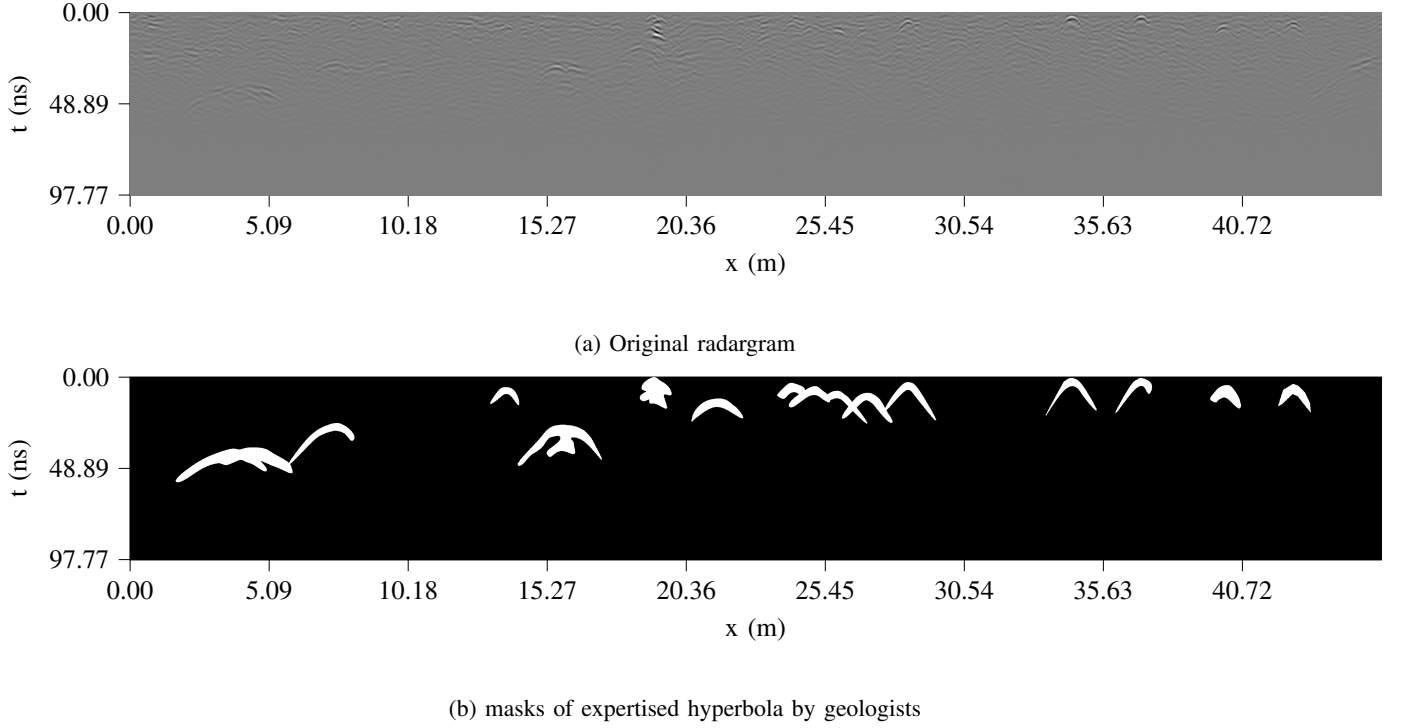 0.00
t (ns)
48.89
97.77
0.00 5.09 10.18 15.27 20.36 25.45 30.54 35.63 40.72
x (m)
(a) Original radargram
0.00
t (ns)
48.89
97.77
0.00 5.09 10.18 15.27 20.36 25.45 30.54 35.63 40.72
x (m)
(b) masks of expertised hyperbola by geologists